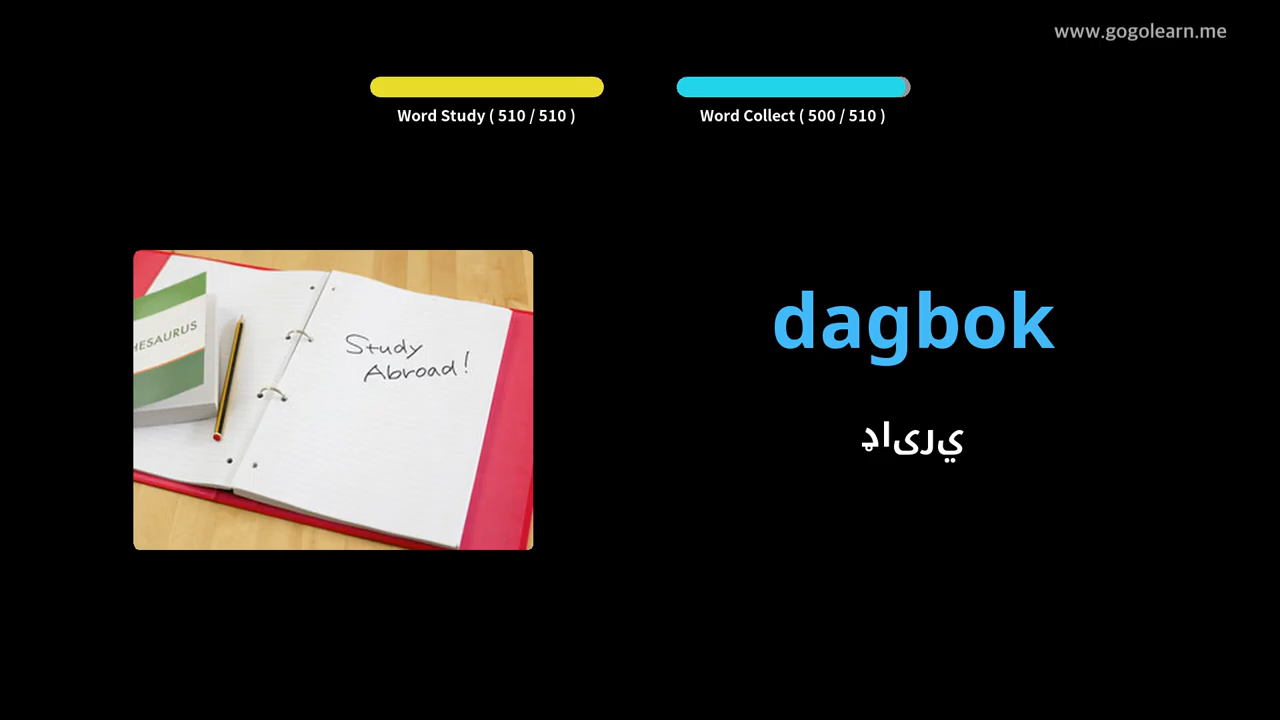 www.gogolearn.me
Word Study ( 510 / 510 )
Word Collect ( 500 / 510 )
HESAURUS
Study
Abroad!
dagbok
ډایري